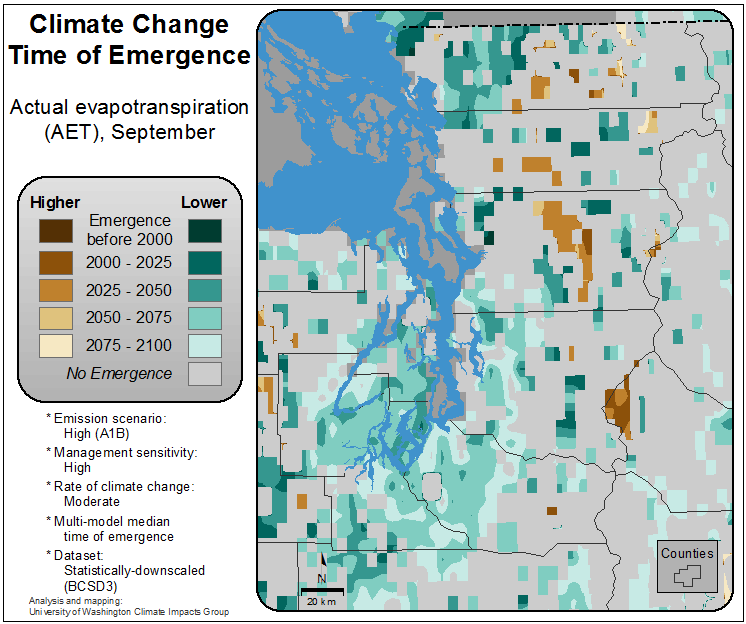 Climate Change
Time of Emergence
Actual evapotranspiration
(AET), September
Higher
Lower
Emergence
before 2000
2000 - 2025
2025 - 2050
2050 - 2075
2075 - 2100
No Emergence
* Emission scenario:
High (A1B)
* Management sensitivity:
High
* Rate of climate change:
Moderate
* Multi-model median
time of emergence
* Dataset:
Statistically-downscaled
(BCSD3)
Analysis and mapping:
University of Washington Climate Impacts Group
N
20 km
Counties